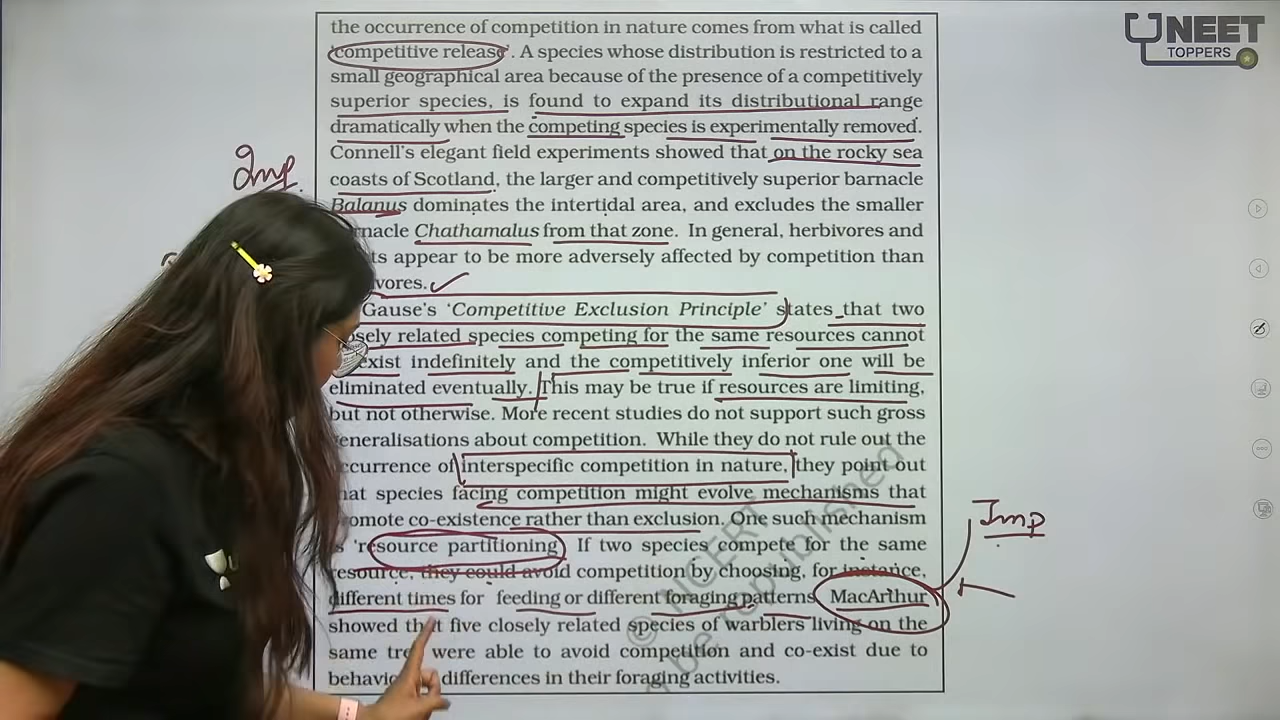 the occurrence of competition in nature comes from what is called
'competitive release'. A species whose distribution is restricted to a
small geographical area because of the presence of a competitively
superior species, is found to expand its distributional range
dramatically when the competing species is experimentally removed.
Connell's elegant field experiments showed that on the rocky sea
coasts of Scotland, the larger and competitively superior barnacle
Balanus dominates the intertidal area, and excludes the smaller
Chathamalus from that zone. In general, herbivores and
appear to be more adversely affected by competition than
Gause's 'Competitive Exclusion Principle' states that two
related species competing for the same resources cannot
indefinitely and the competitively inferior one will be
eliminated eventually. This may be true if resources are limiting,
but not otherwise. More recent studies do not support such gross
generalisations about competition. While they do not rule out the
occurrence of interspecific competition in nature, they point out
that species facing competition might evolve mechanisms that
promote co-existence rather than exclusion. One such mechanism
'resource partitioning' If two species compete for the same
resource, they could avoid competition by choosing, for instance,
different times for feeding or different foraging patterns MacArthur
showed that five closely related species of warblers living on the
same tree were able to avoid competition and co-exist due to
differences in their foraging activities.
Imp
Imp
© NCERT
be republished
NEET
TOPPERS